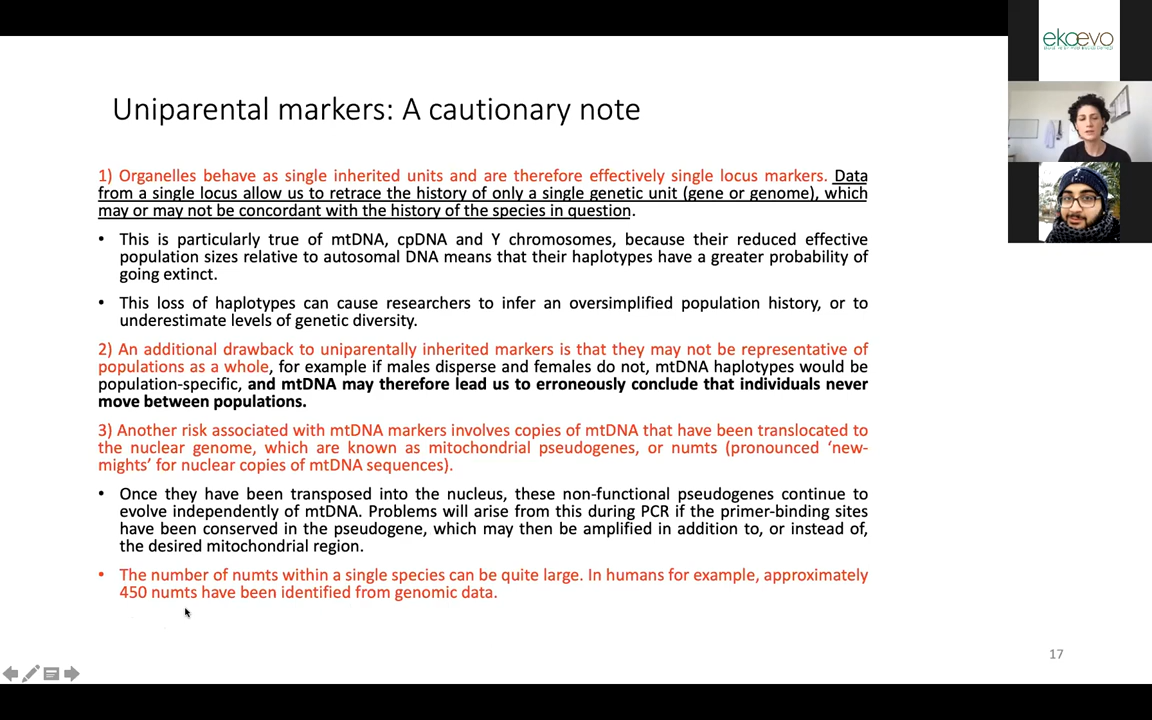 ekoevo
Uniparental markers: A cautionary note
1) Organelles behave as single inherited units and are therefore effectively single locus markers. Data
from a single locus allow us to retrace the history of only a single genetic unit (gene or genome), which
may or may not be concordant with the history of the species in question.
• This is particularly true of mtDNA, cpDNA and Y chromosomes, because their reduced effective
population sizes relative to autosomal DNA means that their haplotypes have a greater probability of
going extinct.
• This loss of haplotypes can cause researchers to infer an oversimplified population history, or to
underestimate levels of genetic diversity.
2) An additional drawback to uniparentally inherited markers is that they may not be representative of
populations as a whole, for example if males disperse and females do not, mtDNA haplotypes would be
population-specific, and mtDNA may therefore lead us to erroneously conclude that individuals never
move between populations.
3) Another risk associated with mtDNA markers involves copies of mtDNA that have been translocated to
the nuclear genome, which are known as mitochondrial pseudogenes, or numts (pronounced ‘new-
mights’ for nuclear copies of mtDNA sequences).
• Once they have been transposed into the nucleus, these non-functional pseudogenes continue to
evolve independently of mtDNA. Problems will arise from this during PCR if the primer-binding sites
have been conserved in the pseudogene, which may then be amplified in addition to, or instead of,
the desired mitochondrial region.
• The number of numts within a single species can be quite large. In humans for example, approximately
450 numts have been identified from genomic data.
17